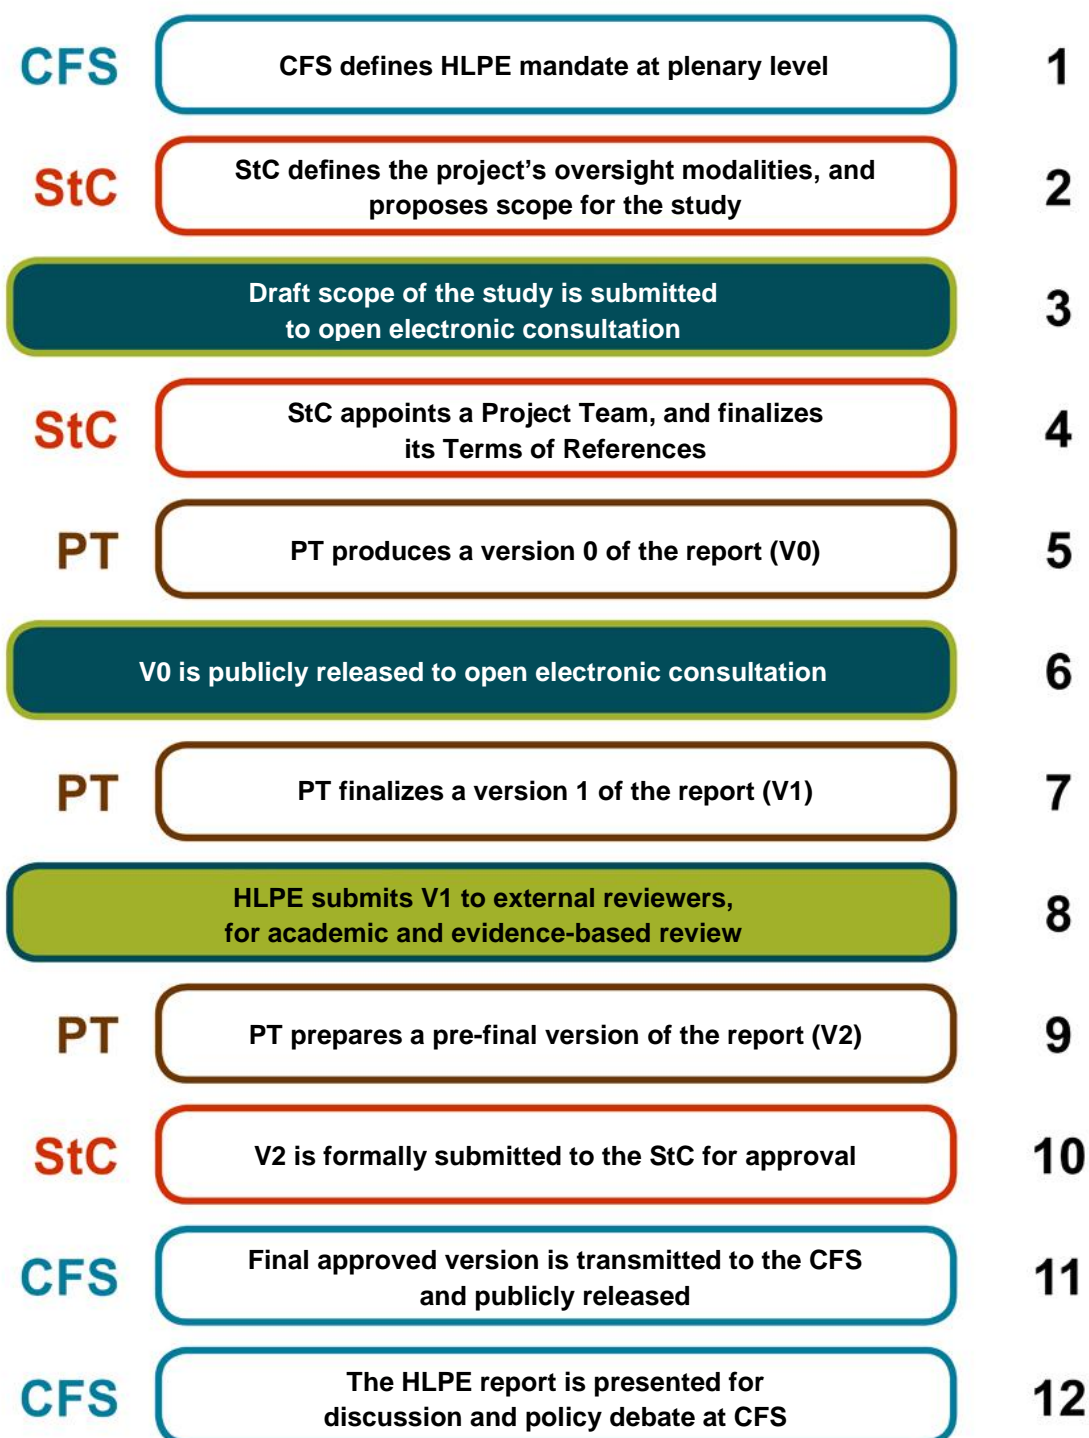 CFS
CFS defines HLPE mandate at plenary level
1
StC
StC defines the project's oversight modalities, and
proposes scope for the study
2
Draft scope of the study is submitted
to open electronic consultation
3
StC
StC appoints a Project Team, and finalizes
its Terms of References
4
PT
PT produces a version 0 of the report (V0)
5
V0 is publicly released to open electronic consultation
6
PT
PT finalizes a version 1 of the report (V1)
7
HLPE submits V1 to external reviewers,
for academic and evidence-based review
8
PT
PT prepares a pre-final version of the report (V2)
9
StC
V2 is formally submitted to the StC for approval
10
CFS
Final approved version is transmitted to the CFS
and publicly released
11
CFS
The HLPE report is presented for
discussion and policy debate at CFS
12